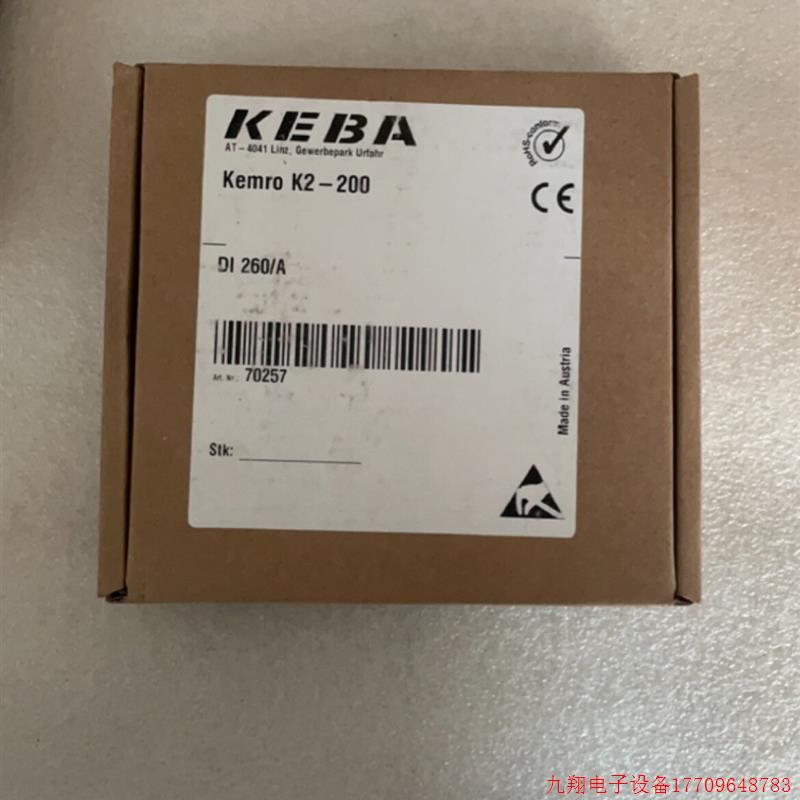 KEBA
AT-4041 Linz, Gewerbepark Urfahr
RoHS-conform
Kemro K2-200
CE
DI 260/A
Art. Nr.: 70257
Made in Austria
Stk:
九翔电子设备17709648783